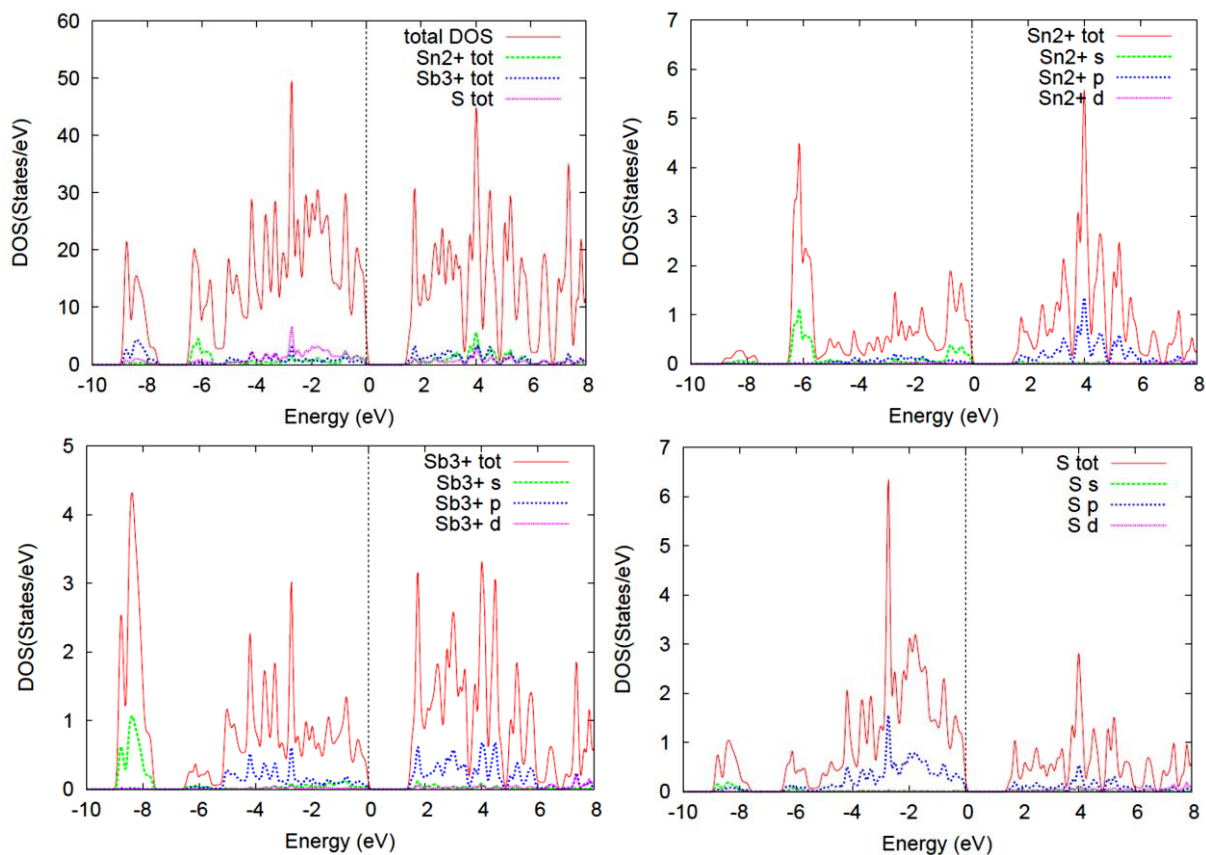 60
50
40
30
20
10
0
DOS(States/eV)
total DOS
Sn2+ tot
Sb3+ tot
S tot
-10 -8 -6 -4 -2 0 2 4 6 8
Energy (eV)
7
6
5
4
3
2
1
0
DOS(States/eV)
Sn2+ tot
Sn2+ s
Sn2+ p
Sn2+ d
-10 -8 -6 -4 -2 0 2 4 6 8
Energy (eV)
5
4
3
2
1
0
DOS(States/eV)
Sb3+ tot
Sb3+ s
Sb3+ p
Sb3+ d
-10 -8 -6 -4 -2 0 2 4 6 8
Energy (eV)
7
6
5
4
3
2
1
0
DOS(States/eV)
S tot
S s
S p
S d
-10 -8 -6 -4 -2 0 2 4 6 8
Energy (eV)